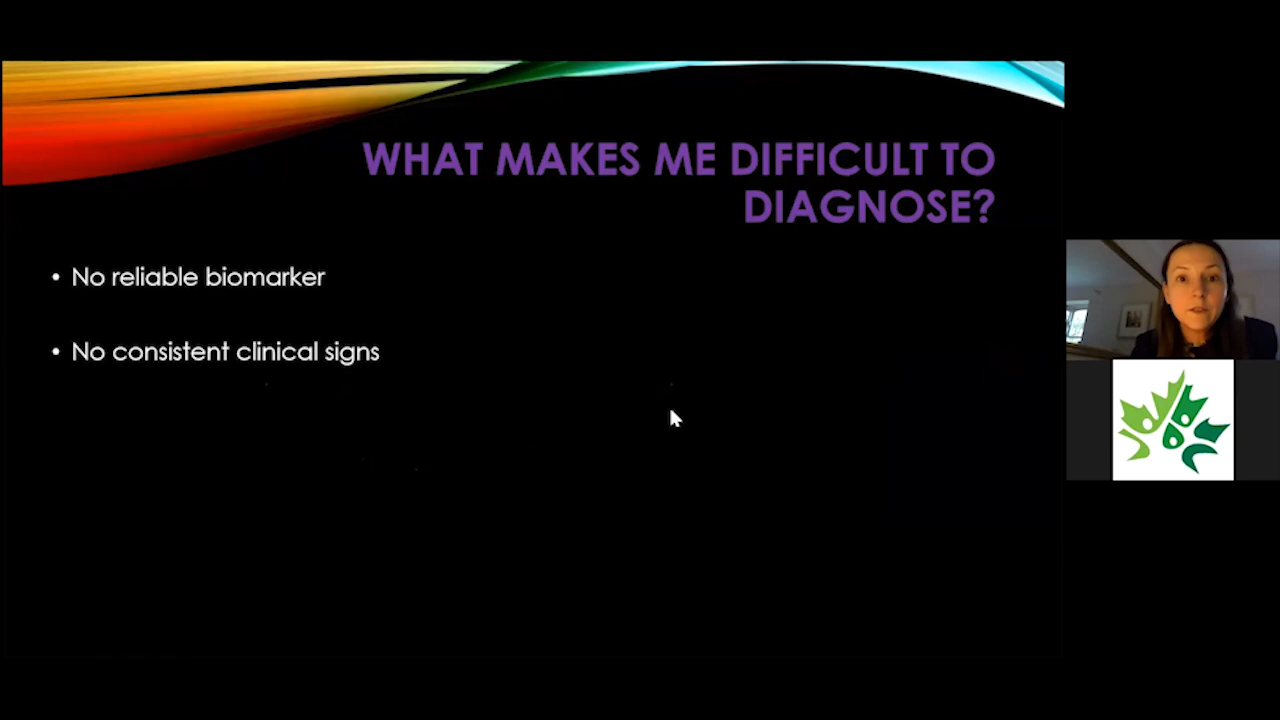 WHAT MAKES ME DIFFICULT TO
DIAGNOSE?
• No reliable biomarker
• No consistent clinical signs